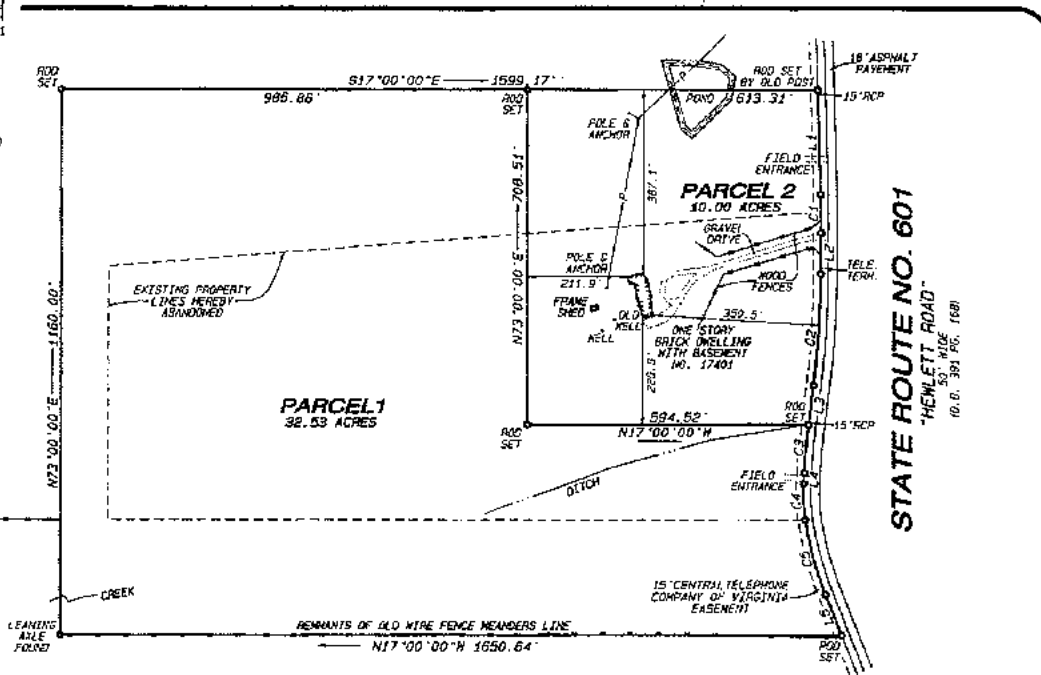 ROD
SET
S17°00'00"E 1599.17'
985.86'
ROD
SET
ROD SET
BY OLD POST
613.31'
POND
P
18' ASPHALT
PAVEMENT
15" RCP
POLE &
ANCHOR
FIELD
ENTRANCE
L1
PARCEL 2
10.00 ACRES
367.1'
708.51'
N73°00'00"E
P
GRAVEL
DRIVE
C1
L2
POLE &
ANCHOR
211.9'
WOOD
FENCES
TELE.
TERM.
EXISTING PROPERTY
LINES HEREBY
ABANDONED
FRAME
SHED
OLD
WELL
WELL
350.5'
ONE STORY
BRICK DWELLING
WITH BASEMENT
NO. 17401
C2
N73°00'00"E 1160.00'
PARCEL1
32.53 ACRES
ROD
SET
594.52'
N17°00'00"W
ROD
SET
L3
15" RCP
C3
DITCH
FIELD
ENTRANCE
L4
C4
C5
STATE ROUTE NO. 601
"HEWLETT ROAD"
50' WIDE
(D.B. 391 PG. 168)
CREEK
15' CENTRAL TELEPHONE
COMPANY OF VIRGINIA
EASEMENT
L5
LEANING
AXLE
FOUND
REMNANTS OF OLD WIRE FENCE MEANDERS LINE
N17°00'00"W 1650.64'
ROD
SET